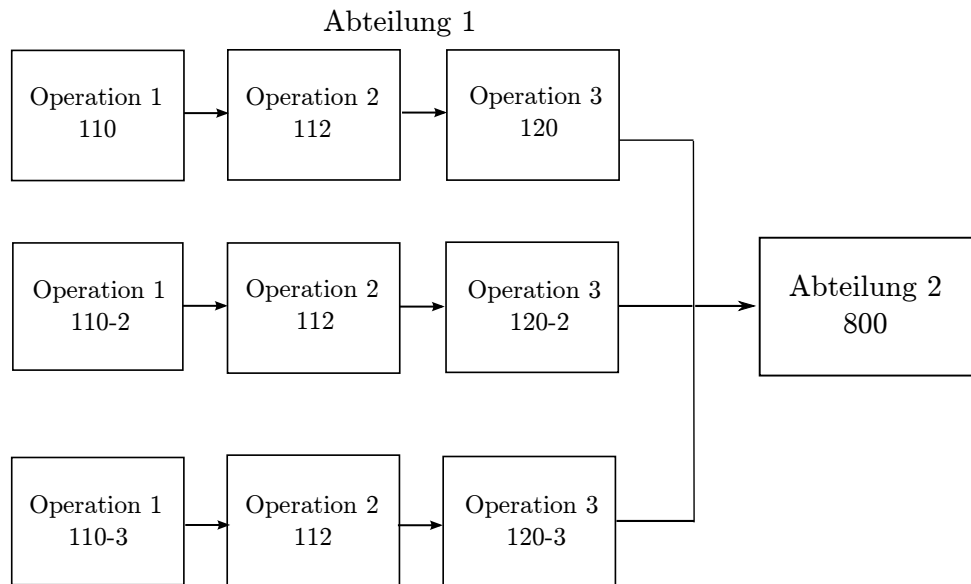 Abteilung 1
Operation 1
110
Operation 2
112
Operation 3
120
Operation 1
110-2
Operation 2
112
Operation 3
120-2
Abteilung 2
800
Operation 1
110-3
Operation 2
112
Operation 3
120-3